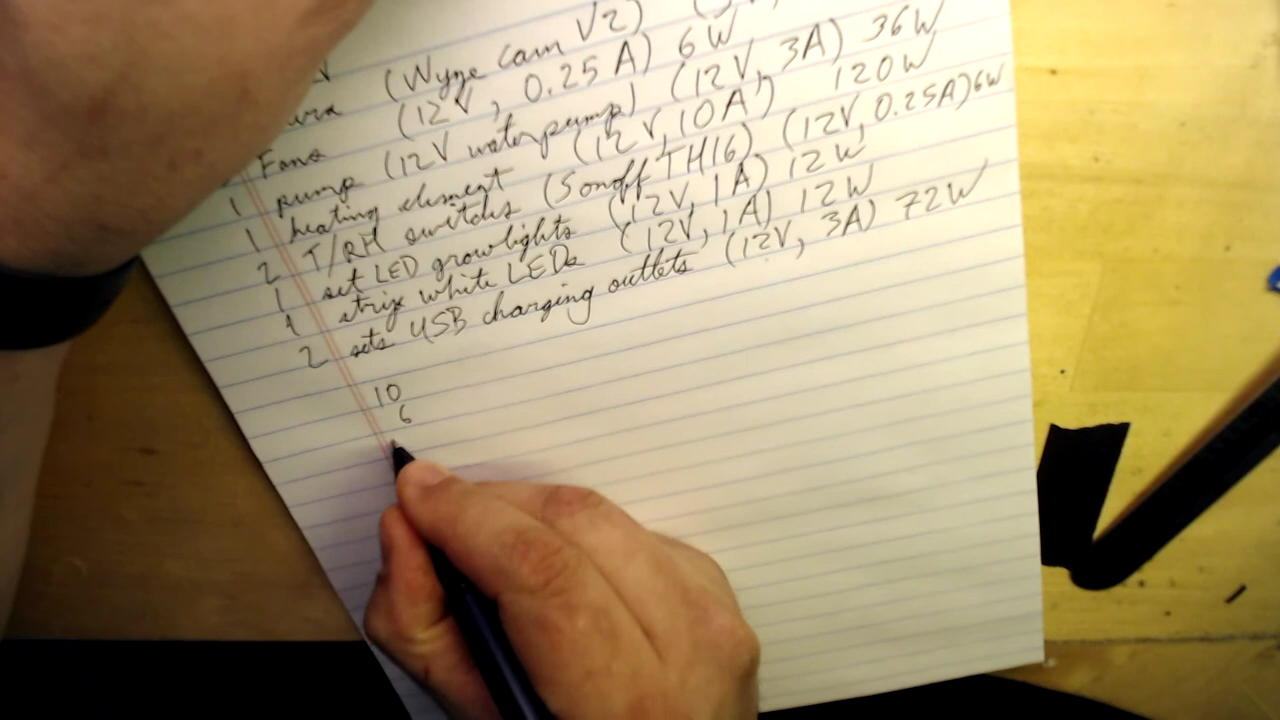 (Wyze cam V2)
(12V, 0.25A) 6W
Fans (12V, 3A) 36W
1 pump (12V waterpump) (12V, 10A) 120W
1 heating element (Sonoff TH16) (12V, 0.25A) 6W
2 T/RH switches (12V, 1A) 12W
1 set LED growlights (12V, 1A) 12W
1 strip white LEDs (12V, 3A) 72W
2 sets USB charging outlets
10
6